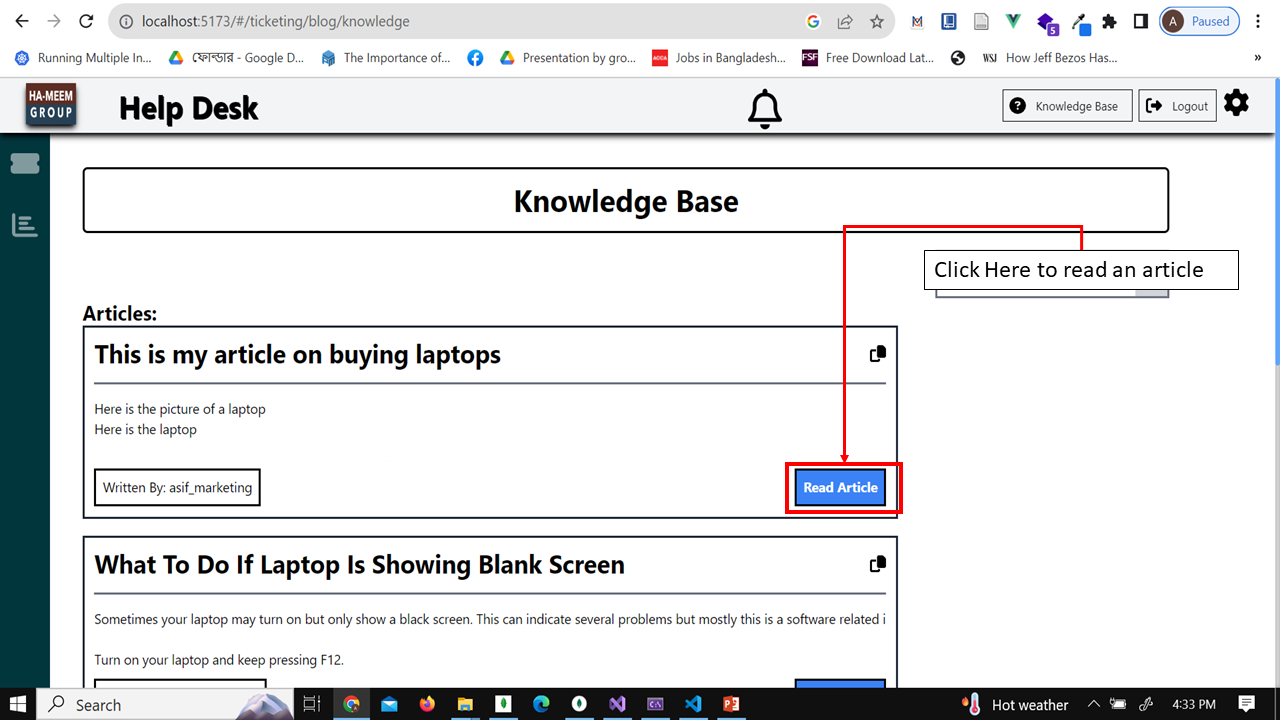 localhost:5173/#/ticketing/blog/knowledge
A Paused
5
Running Multiple In...
ফোল্ডার - Google D...
The Importance of...
Presentation by gro...
ACCA Jobs in Bangladesh...
FSF Free Download Lat...
WSJ How Jeff Bezos Has...
»
HA-MEEM
GROUP
Help Desk
Knowledge Base
Logout
Knowledge Base
Click Here to read an article
Articles:
This is my article on buying laptops
Here is the picture of a laptop
Here is the laptop
Written By: asif_marketing
Read Article
What To Do If Laptop Is Showing Blank Screen
Sometimes your laptop may turn on but only show a black screen. This can indicate several problems but mostly this is a software related i
Turn on your laptop and keep pressing F12.
Search
Hot weather
4:33 PM